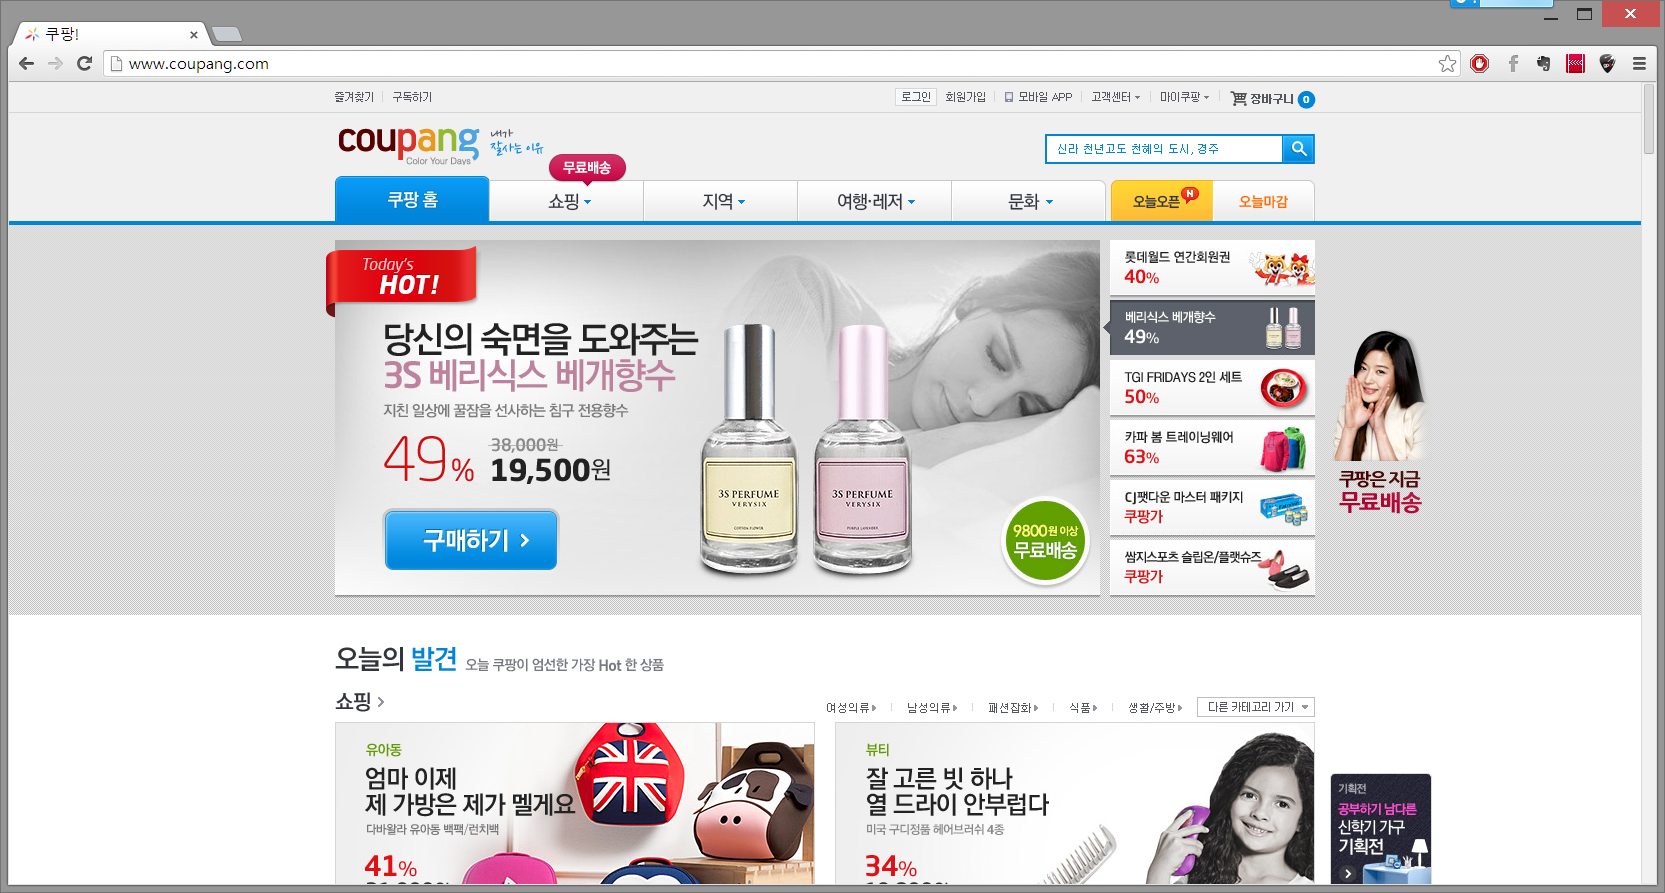 쿠팡!
www.coupang.com
즐겨찾기 구독하기
로그인 회원가입 모바일 APP 고객센터 마이쿠팡 장바구니 0
coupang
Color Your Days
내가
잘사는 이유
신라 천년고도 천혜의 도시, 경주
무료배송
쿠팡 홈 쇼핑 지역 여행·레저 문화 오늘오픈 N 오늘마감
Today's
HOT!
당신의 숙면을 도와주는
3S 베리식스 베개향수
지친 일상에 꿀잠을 선사하는 침구 전용향수
49%
38,000원
19,500원
구매하기
3S PERFUME
VERYSIX
COTTON FLOWER
3S PERFUME
VERYSIX
PURPLE LAVENDER
9800원 이상
무료배송
롯데월드 연간회원권
40%
베리식스 베개향수
49%
TGI FRIDAYS 2인 세트
50%
카파 봄 트레이닝웨어
63%
CJ팻다운 마스터 패키지
쿠팡가
쌈지스포츠 슬립온/플랫슈즈
쿠팡가
쿠팡은 지금
무료배송
오늘의 발견 오늘 쿠팡이 엄선한 가장 Hot 한 상품
쇼핑
여성의류 남성의류 패션잡화 식품 생활/주방 다른 카테고리 가기
유아동
엄마 이제
제 가방은 제가 멜게요
다바왈라 유아동 백팩/런치백
41%
뷰티
잘 고른 빗 하나
열 드라이 안부럽다
미국 구디정품 헤어브러쉬 4종
34%
기획전
공부하기 남다른
신학기 가구
기획전